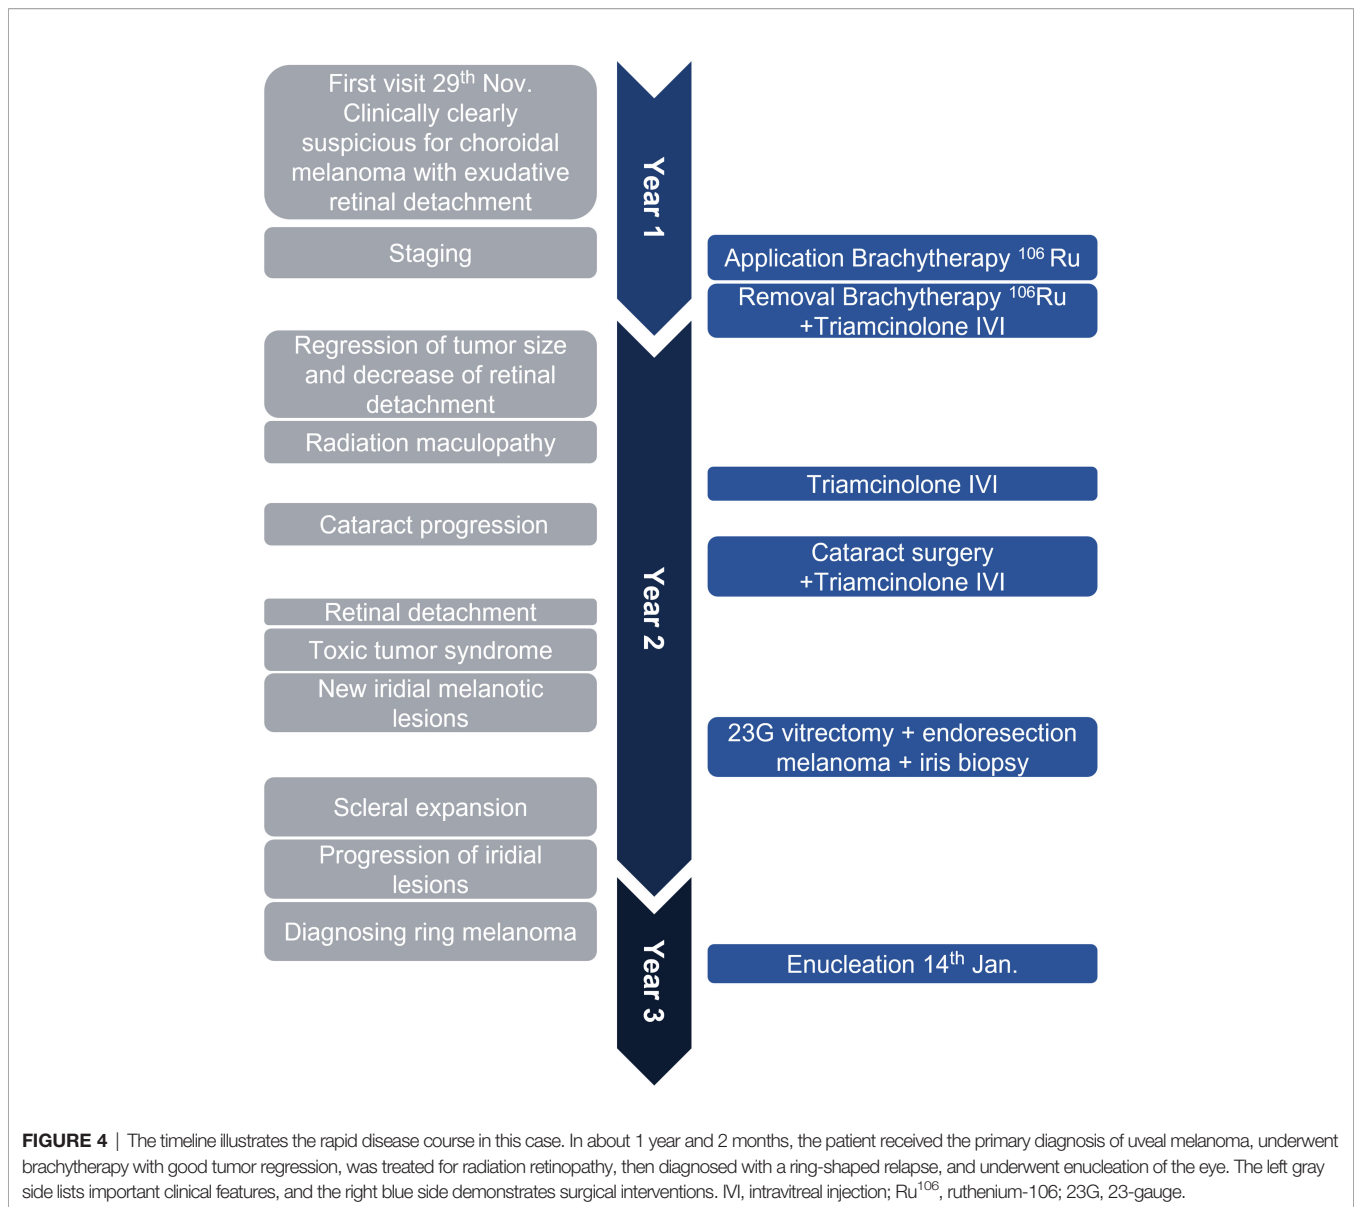 First visit 29th Nov.
Clinically clearly
suspicious for choroidal
melanoma with exudative
retinal detachment
Year 1
Staging
Application Brachytherapy 106 Ru
Removal Brachytherapy 106Ru
+Triamcinolone IVI
Regression of tumor size
and decrease of retinal
detachment
Radiation maculopathy
Triamcinolone IVI
Cataract progression
Cataract surgery
+Triamcinolone IVI
Year 2
Retinal detachment
Toxic tumor syndrome
New iridial melanotic
lesions
23G vitrectomy + endoresection
melanoma + iris biopsy
Scleral expansion
Progression of iridial
lesions
Diagnosing ring melanoma
Year 3
Enucleation 14th Jan.
FIGURE 4 | The timeline illustrates the rapid disease course in this case. In about 1 year and 2 months, the patient received the primary diagnosis of uveal melanoma, underwent
brachytherapy with good tumor regression, was treated for radiation retinopathy, then diagnosed with a ring-shaped relapse, and underwent enucleation of the eye. The left gray
side lists important clinical features, and the right blue side demonstrates surgical interventions. IVI, intravitreal injection; Ru106, ruthenium-106; 23G, 23-gauge.